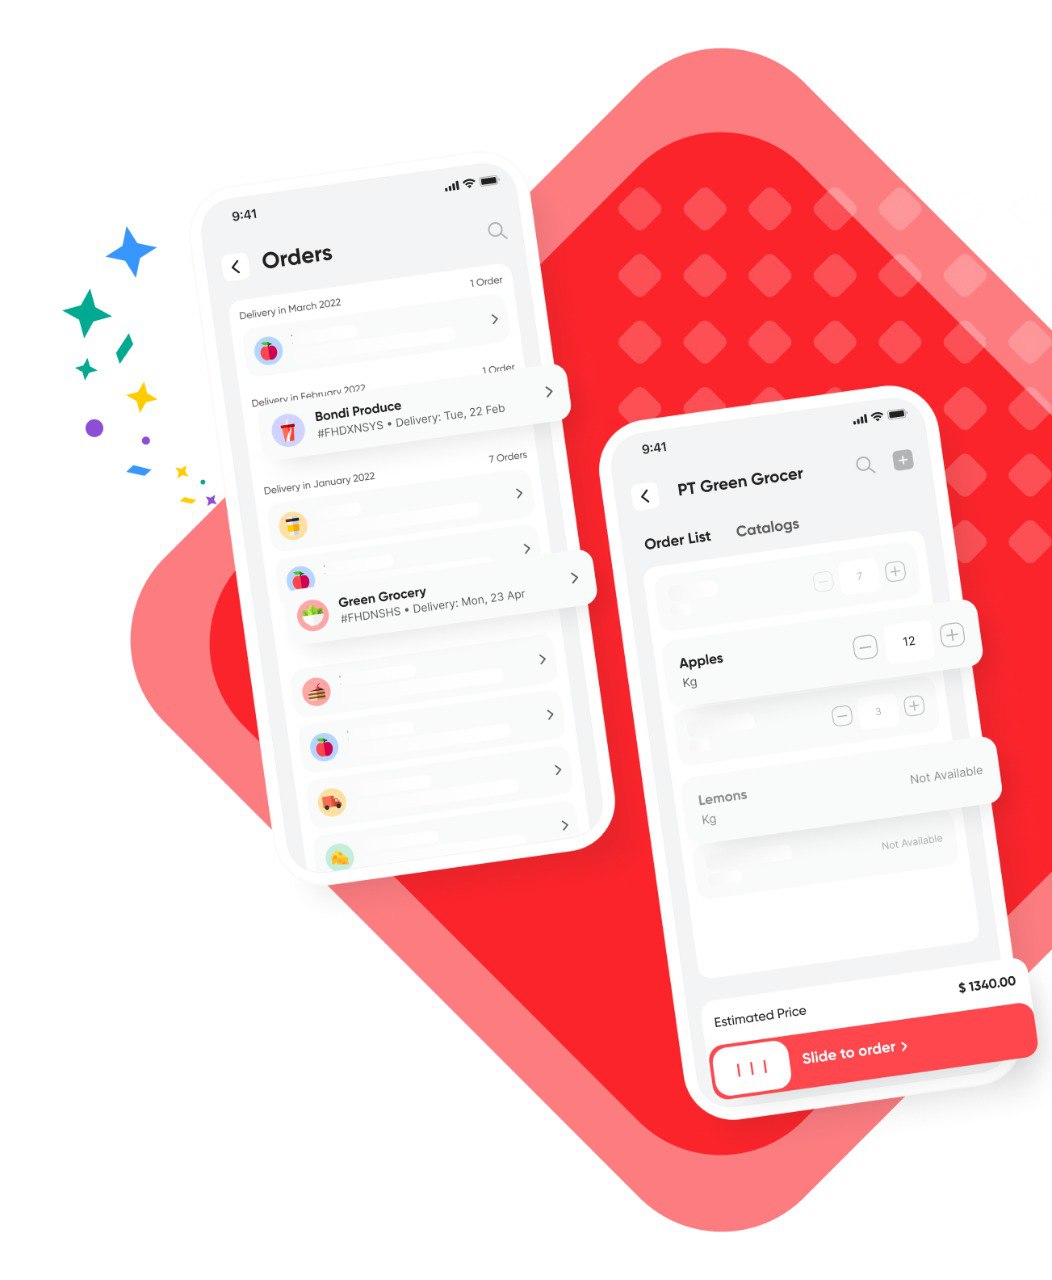 9:41
Orders
Delivery in March 2022
1 Order
Delivery in February 2022
1 Order
Bondi Produce
#FHDXNSYS • Delivery: Tue, 22 Feb
Delivery in January 2022
7 Orders
Green Grocery
#FHDNSHS • Delivery: Mon, 23 Apr
9:41
PT Green Grocer
Order List
Catalogs
7
Apples
Kg
12
3
Lemons
Kg
Not Available
Not Available
Estimated Price
$ 1340.00
Slide to order